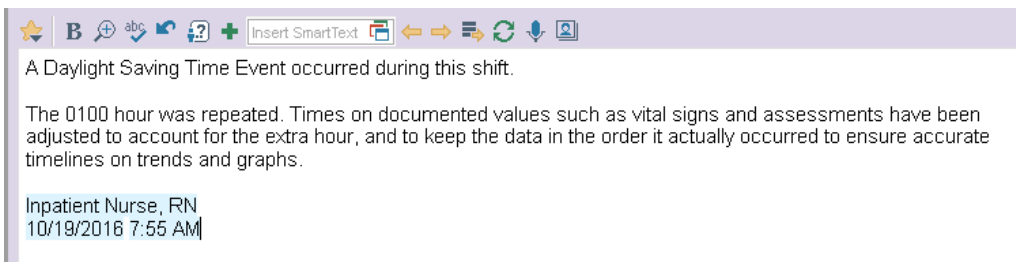 B abc Insert SmartText
A Daylight Saving Time Event occurred during this shift.
The 0100 hour was repeated. Times on documented values such as vital signs and assessments have been
adjusted to account for the extra hour, and to keep the data in the order it actually occurred to ensure accurate
timelines on trends and graphs.
Inpatient Nurse, RN
10/19/2016 7:55 AM